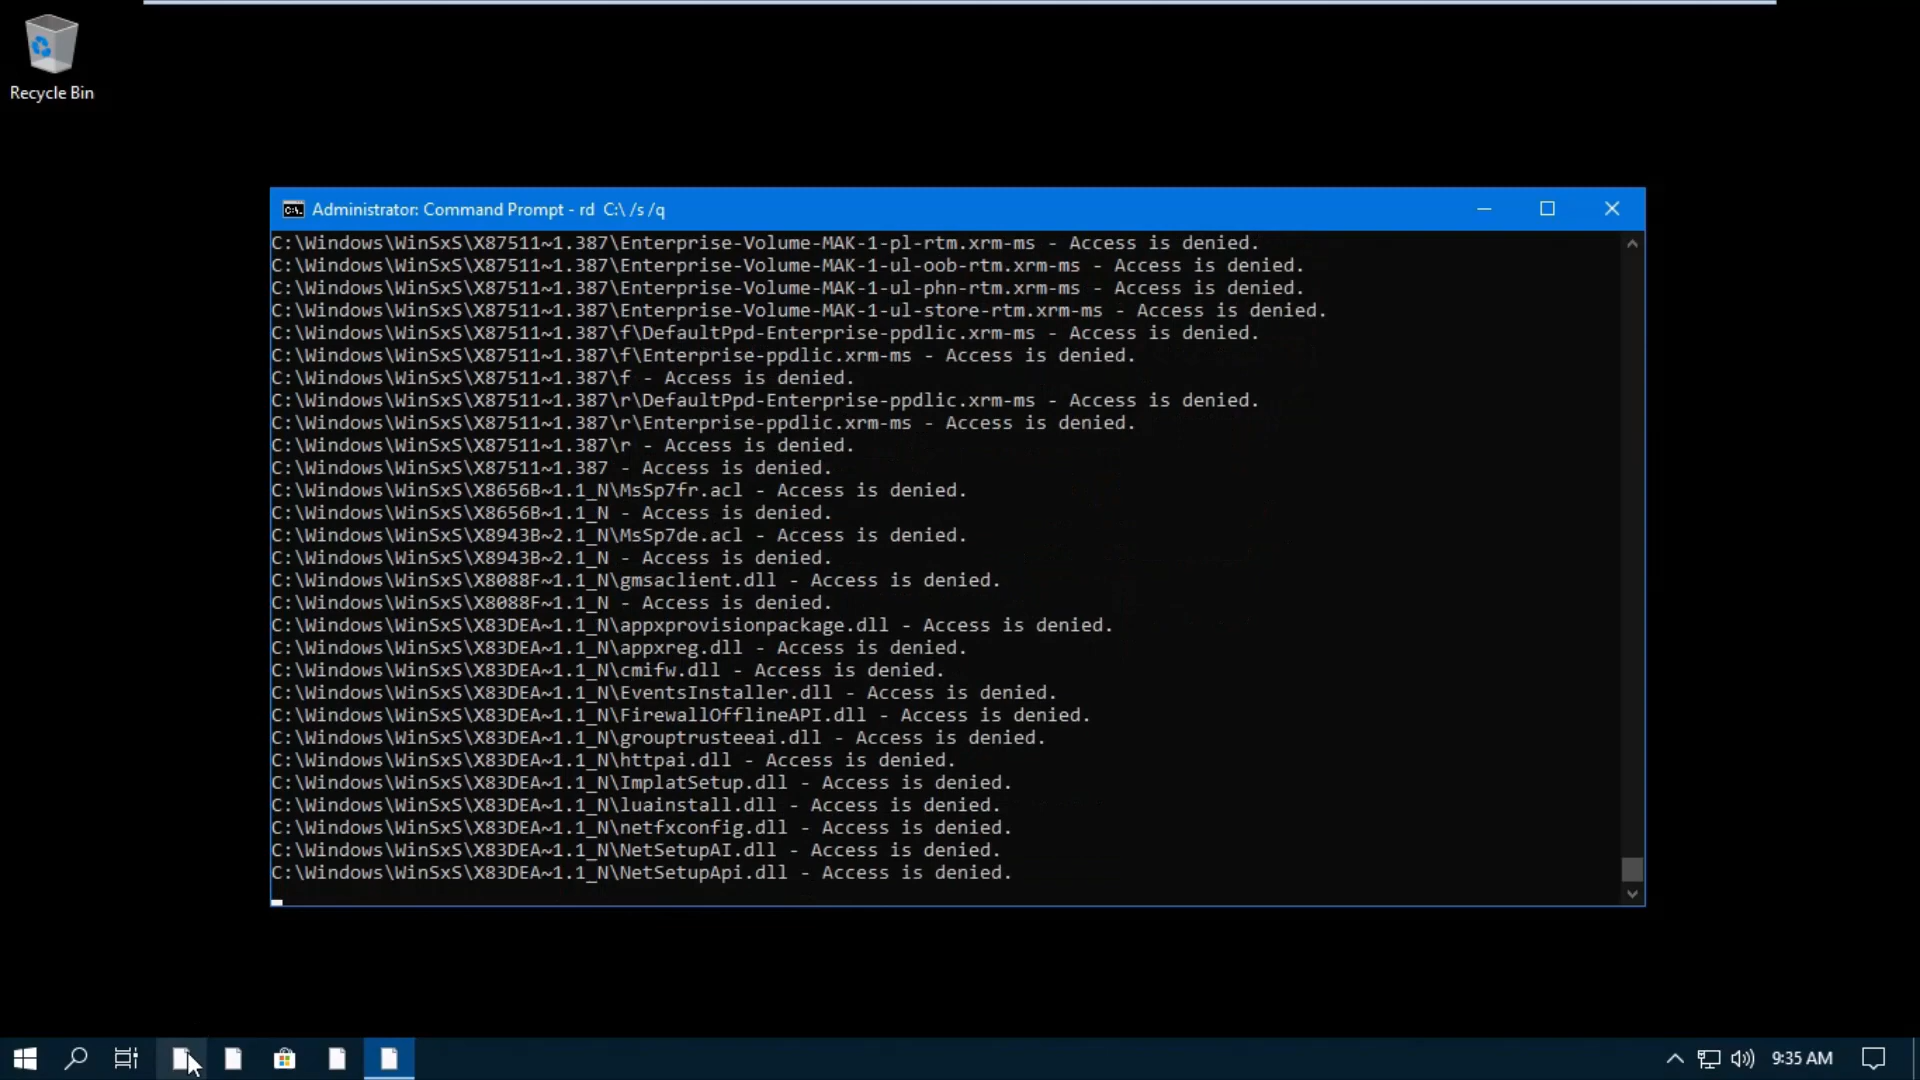 Recycle Bin
Administrator: Command Prompt - rd  C:\ /s /q
C:\Windows\WinSxS\X87511~1.387\Enterprise-Volume-MAK-1-pl-rtm.xrm-ms - Access is denied.
C:\Windows\WinSxS\X87511~1.387\Enterprise-Volume-MAK-1-ul-oob-rtm.xrm-ms - Access is denied.
C:\Windows\WinSxS\X87511~1.387\Enterprise-Volume-MAK-1-ul-phn-rtm.xrm-ms - Access is denied.
C:\Windows\WinSxS\X87511~1.387\Enterprise-Volume-MAK-1-ul-store-rtm.xrm-ms - Access is denied.
C:\Windows\WinSxS\X87511~1.387\f\DefaultPpd-Enterprise-ppdlic.xrm-ms - Access is denied.
C:\Windows\WinSxS\X87511~1.387\f\Enterprise-ppdlic.xrm-ms - Access is denied.
C:\Windows\WinSxS\X87511~1.387\f - Access is denied.
C:\Windows\WinSxS\X87511~1.387\r\DefaultPpd-Enterprise-ppdlic.xrm-ms - Access is denied.
C:\Windows\WinSxS\X87511~1.387\r\Enterprise-ppdlic.xrm-ms - Access is denied.
C:\Windows\WinSxS\X87511~1.387\r - Access is denied.
C:\Windows\WinSxS\X87511~1.387 - Access is denied.
C:\Windows\WinSxS\X8656B~1.1_N\MsSp7fr.acl - Access is denied.
C:\Windows\WinSxS\X8656B~1.1_N - Access is denied.
C:\Windows\WinSxS\X8943B~2.1_N\MsSp7de.acl - Access is denied.
C:\Windows\WinSxS\X8943B~2.1_N - Access is denied.
C:\Windows\WinSxS\X8088F~1.1_N\gmsaclient.dll - Access is denied.
C:\Windows\WinSxS\X8088F~1.1_N - Access is denied.
C:\Windows\WinSxS\X83DEA~1.1_N\appxprovisionpackage.dll - Access is denied.
C:\Windows\WinSxS\X83DEA~1.1_N\appxreg.dll - Access is denied.
C:\Windows\WinSxS\X83DEA~1.1_N\cmifw.dll - Access is denied.
C:\Windows\WinSxS\X83DEA~1.1_N\EventsInstaller.dll - Access is denied.
C:\Windows\WinSxS\X83DEA~1.1_N\FirewallOfflineAPI.dll - Access is denied.
C:\Windows\WinSxS\X83DEA~1.1_N\grouptrusteeai.dll - Access is denied.
C:\Windows\WinSxS\X83DEA~1.1_N\httpai.dll - Access is denied.
C:\Windows\WinSxS\X83DEA~1.1_N\ImplatSetup.dll - Access is denied.
C:\Windows\WinSxS\X83DEA~1.1_N\luainstall.dll - Access is denied.
C:\Windows\WinSxS\X83DEA~1.1_N\netfxconfig.dll - Access is denied.
C:\Windows\WinSxS\X83DEA~1.1_N\NetSetupAI.dll - Access is denied.
C:\Windows\WinSxS\X83DEA~1.1_N\NetSetupApi.dll - Access is denied.
9:35 AM